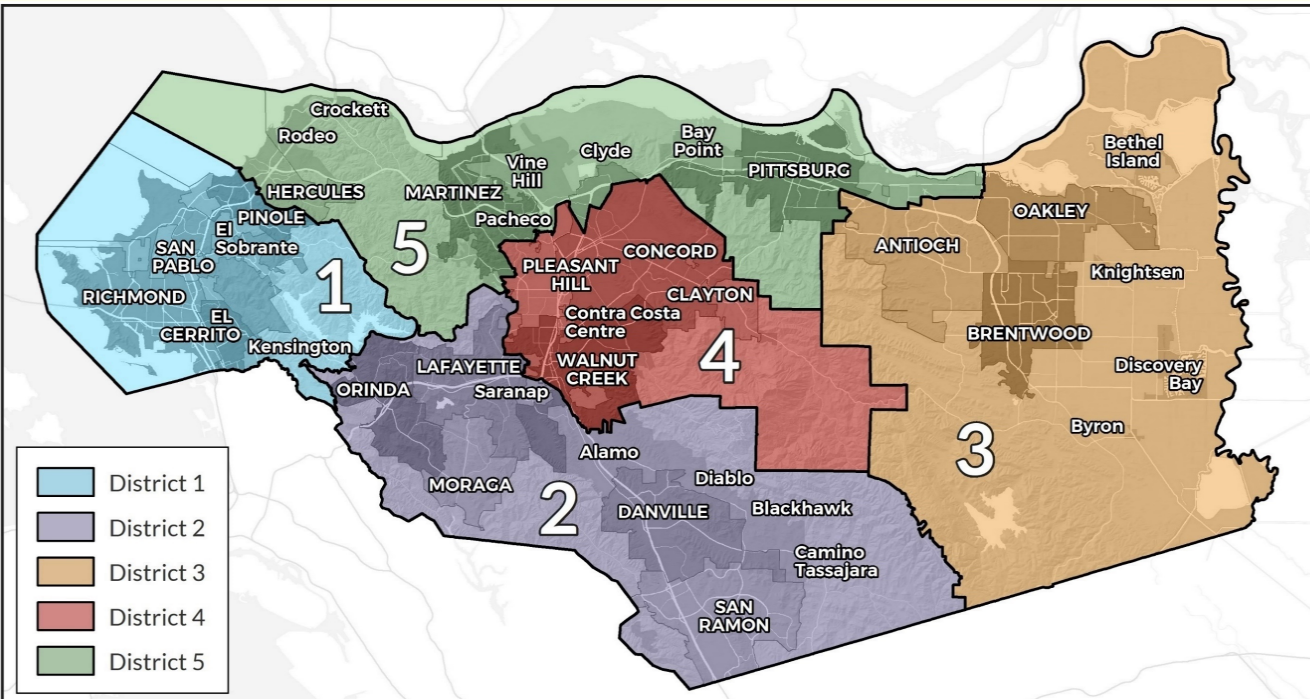 Crockett
Rodeo
HERCULES
MARTINEZ
Vine
Hill
Clyde
Bay
Point
PITTSBURG
Pacheco
5
PINOLE
El
Sobrante
SAN
PABLO
RICHMOND
EL
CERRITO
Kensington
1
PLEASANT
HILL
CONCORD
CLAYTON
Contra Costa
Centre
WALNUT
CREEK
4
Bethel
Island
OAKLEY
ANTIOCH
Knightsen
BRENTWOOD
Discovery
Bay
Byron
3
LAFAYETTE
ORINDA
Saranap
MORAGA
Alamo
2
Diablo
DANVILLE
Blackhawk
Camino
Tassajara
SAN
RAMON
District 1
District 2
District 3
District 4
District 5